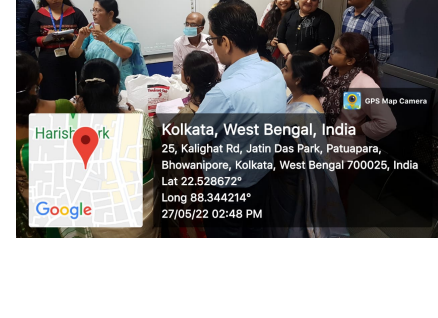 GPS Map Camera
Kolkata, West Bengal, India
25, Kalighat Rd, Jatin Das Park, Patuapara,
Bhowanipore, Kolkata, West Bengal 700025, India
Lat 22.528672°
Long 88.344214°
27/05/22 02:48 PM
Google